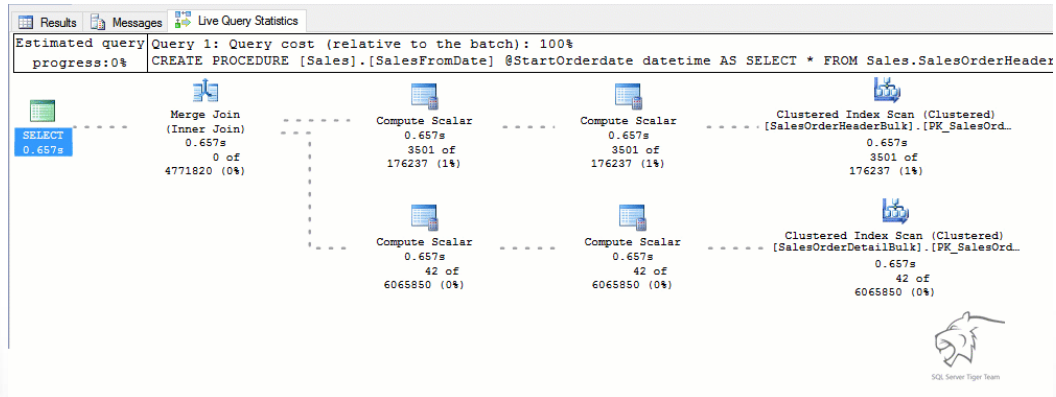 Results Messages Live Query Statistics
Estimated query Query 1: Query cost (relative to the batch): 100%
progress:0% CREATE PROCEDURE [Sales].[SalesFromDate] @StartOrderdate datetime AS SELECT * FROM Sales.SalesOrderHeader
SELECT
0.657s
Merge Join
(Inner Join)
0.657s
0 of
4771820 (0%)
Compute Scalar
0.657s
3501 of
176237 (1%)
Compute Scalar
0.657s
3501 of
176237 (1%)
Clustered Index Scan (Clustered)
[SalesOrderHeaderBulk].[PK_SalesOrd…
0.657s
3501 of
176237 (1%)
Compute Scalar
0.657s
42 of
6065850 (0%)
Compute Scalar
0.657s
42 of
6065850 (0%)
Clustered Index Scan (Clustered)
[SalesOrderDetailBulk].[PK_SalesOrd…
0.657s
42 of
6065850 (0%)
SQL Server Tiger Team